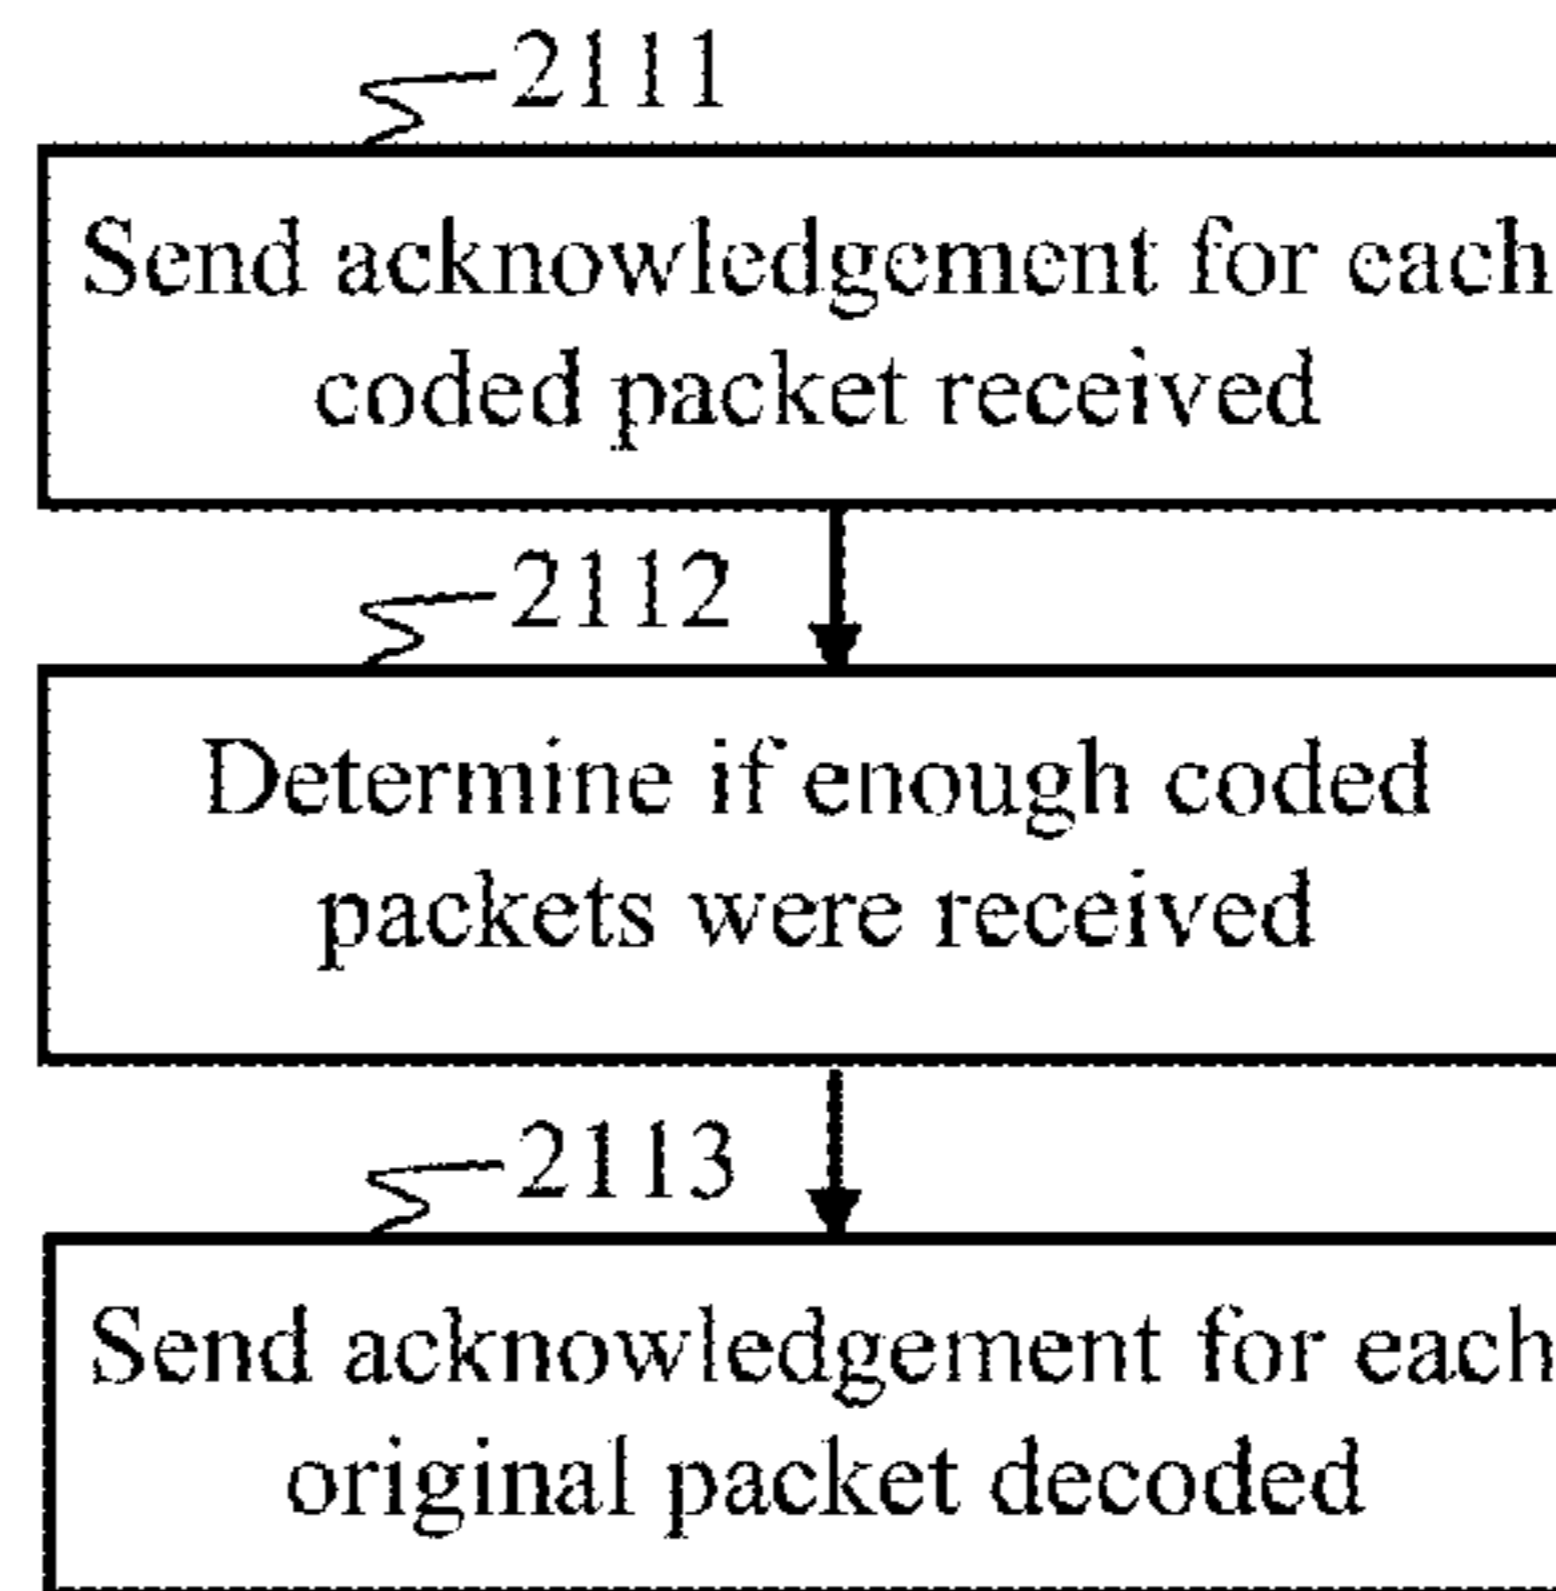 2111
Send acknowledgement for each
coded packet received
2112
Determine if enough coded
packets were received
2113
Send acknowledgement for each
original packet decoded